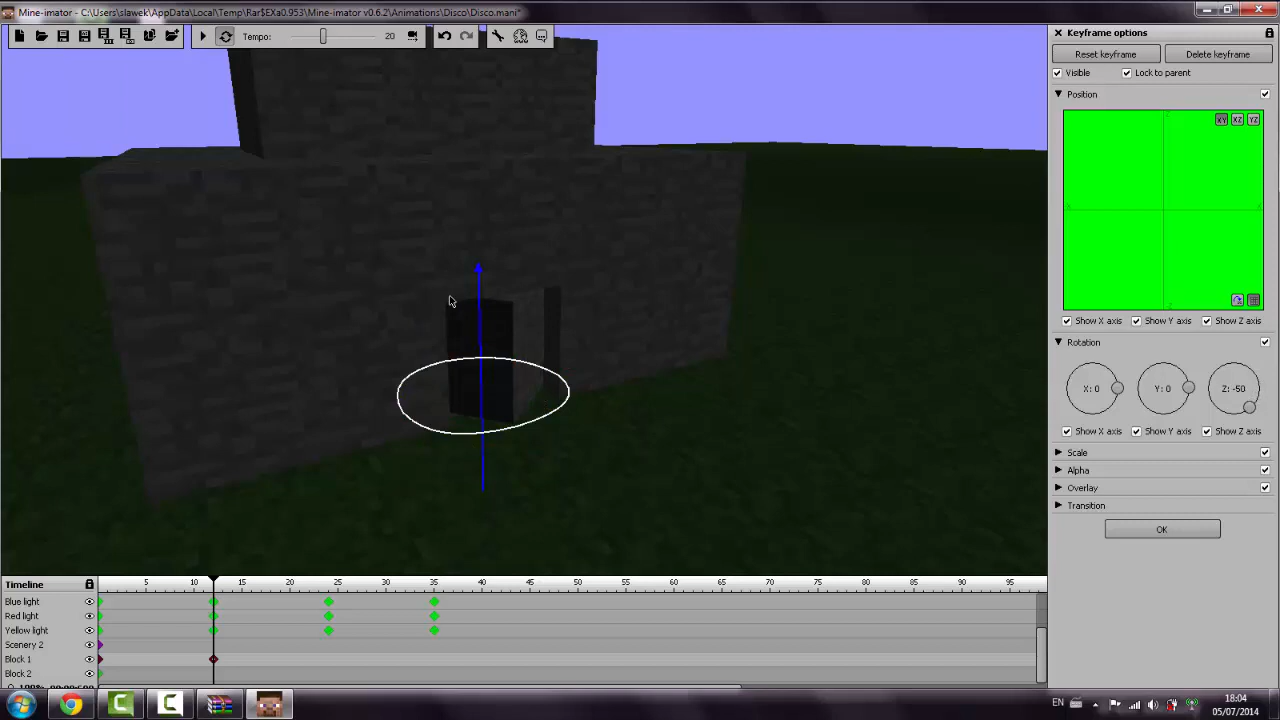 Mine-imator - C:\Users\slawek\AppData\Local\Temp\Rar$EXa0.953\Mine-imator v0.6.2\Animations\Disco\Disco.mani*
Tempo: 20
Keyframe options
Reset keyframe Delete keyframe
Visible Lock to parent
Position
XY XZ YZ
Show X axis Show Y axis Show Z axis
Rotation
X: 0 Y: 0 Z: -50
Show X axis Show Y axis Show Z axis
Scale
Alpha
Overlay
Transition
OK
Timeline 5 10 15 20 25 30 35 40 45 50 55 60 65 70 75 80 85 90 95
Blue light
Red light
Yellow light
Scenery 2
Block 1
Block 2
EN 18:04
05/07/2014